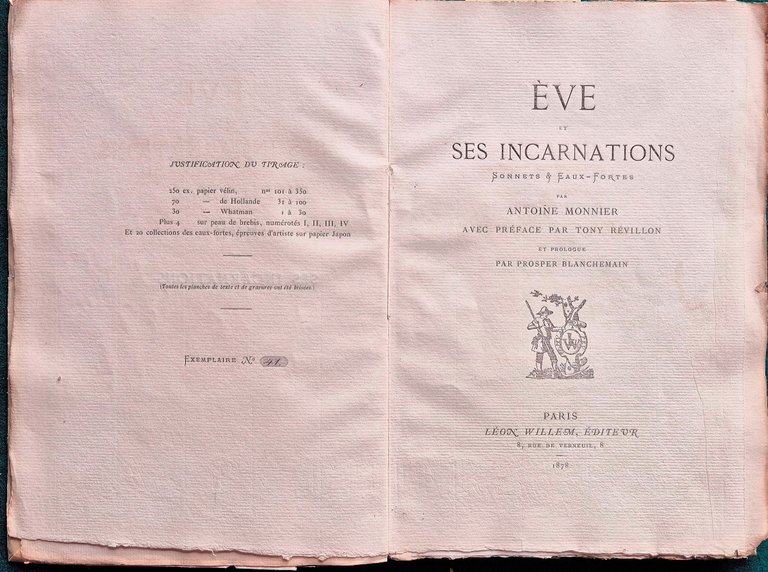 JUSTIFICATION DU TIRAGE :
250 ex. papier vélin, nos 101 à 350
70 — de Hollande 31 à 100
30 — Whatman 1 à 30
Plus 4 sur peau de brebis, numérotés I, II, III, IV
Et 20 collections des eaux-fortes, épreuves d'artiste sur papier Japon
(Toutes les planches de texte et de gravures ont été brisées.)
EXEMPLAIRE No 41.
ÈVE
ET
SES INCARNATIONS
SONNETS & EAUX-FORTES
PAR
ANTOINE MONNIER
AVEC PRÉFACE PAR TONY RÉVILLON
ET PROLOGUE
PAR PROSPER BLANCHEMAIN
PARIS
LÉON WILLEM, ÉDITEUR
8, RUE DE VERNEUIL, 8
1878